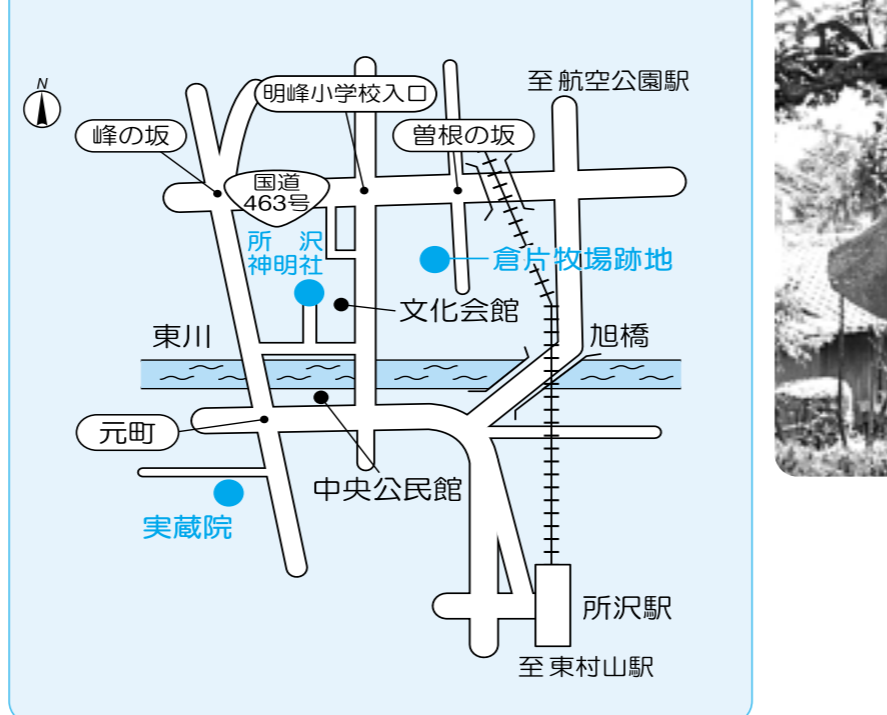 N
至 航空公園駅
明峰小学校入口
峰の坂
曽根の坂
国道
463号
所 沢
神明社
倉片牧場跡地
文化会館
東川
旭橋
元町
中央公民館
実蔵院
所沢駅
至 東村山駅